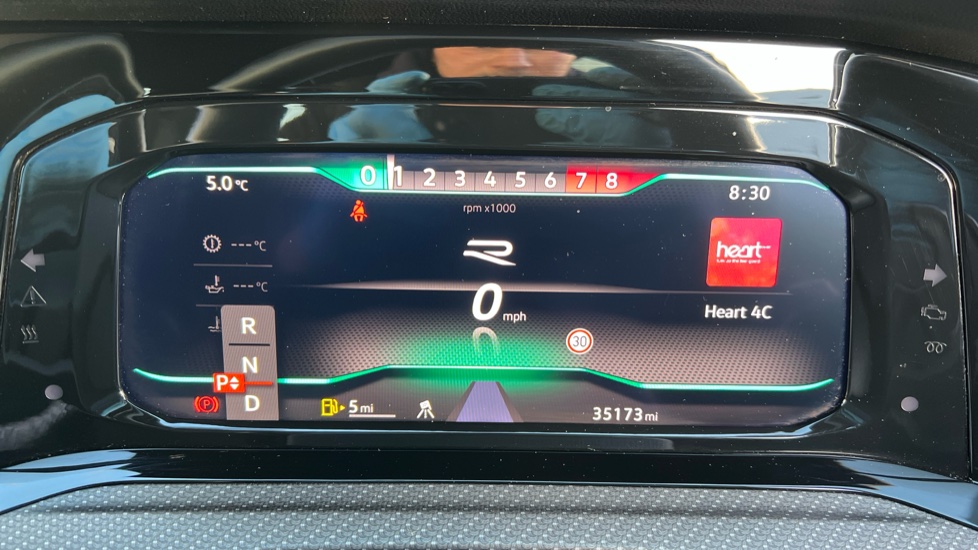 0 1 2 3 4 5 6 7 8
5.0 °C
8:30
rpm x1000
--- °C
heart
--- °C
R
0 mph
Heart 4C
R
0
30
N
P
D
P
5 mi
35173 mi